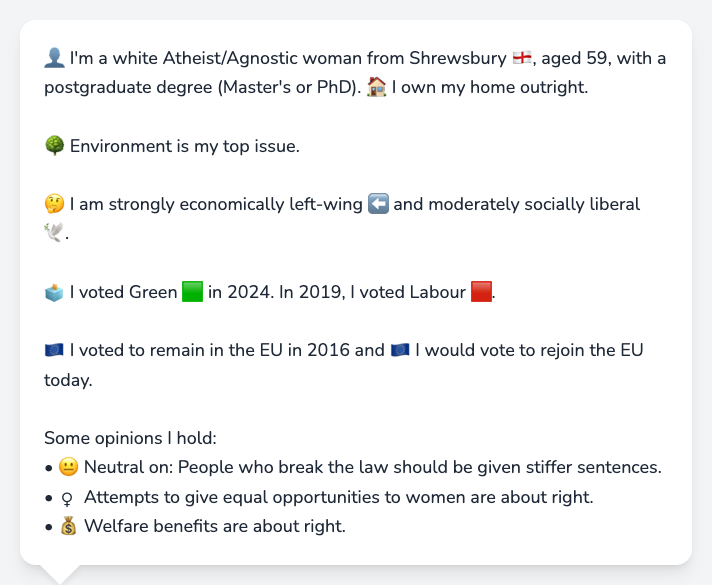 👤 I'm a white Atheist/Agnostic woman from Shrewsbury 🏴󠁧󠁢󠁥󠁮󠁧󠁿, aged 59, with a
postgraduate degree (Master's or PhD). 🏠 I own my home outright.
🌳 Environment is my top issue.
🤔 I am strongly economically left-wing ⬅️ and moderately socially liberal
🕊️.
🗳️ I voted Green 🟩 in 2024. In 2019, I voted Labour 🟥.
🇪🇺 I voted to remain in the EU in 2016 and 🇪🇺 I would vote to rejoin the EU
today.
Some opinions I hold:
• 😐 Neutral on: People who break the law should be given stiffer sentences.
• ♀ Attempts to give equal opportunities to women are about right.
• 💰 Welfare benefits are about right.